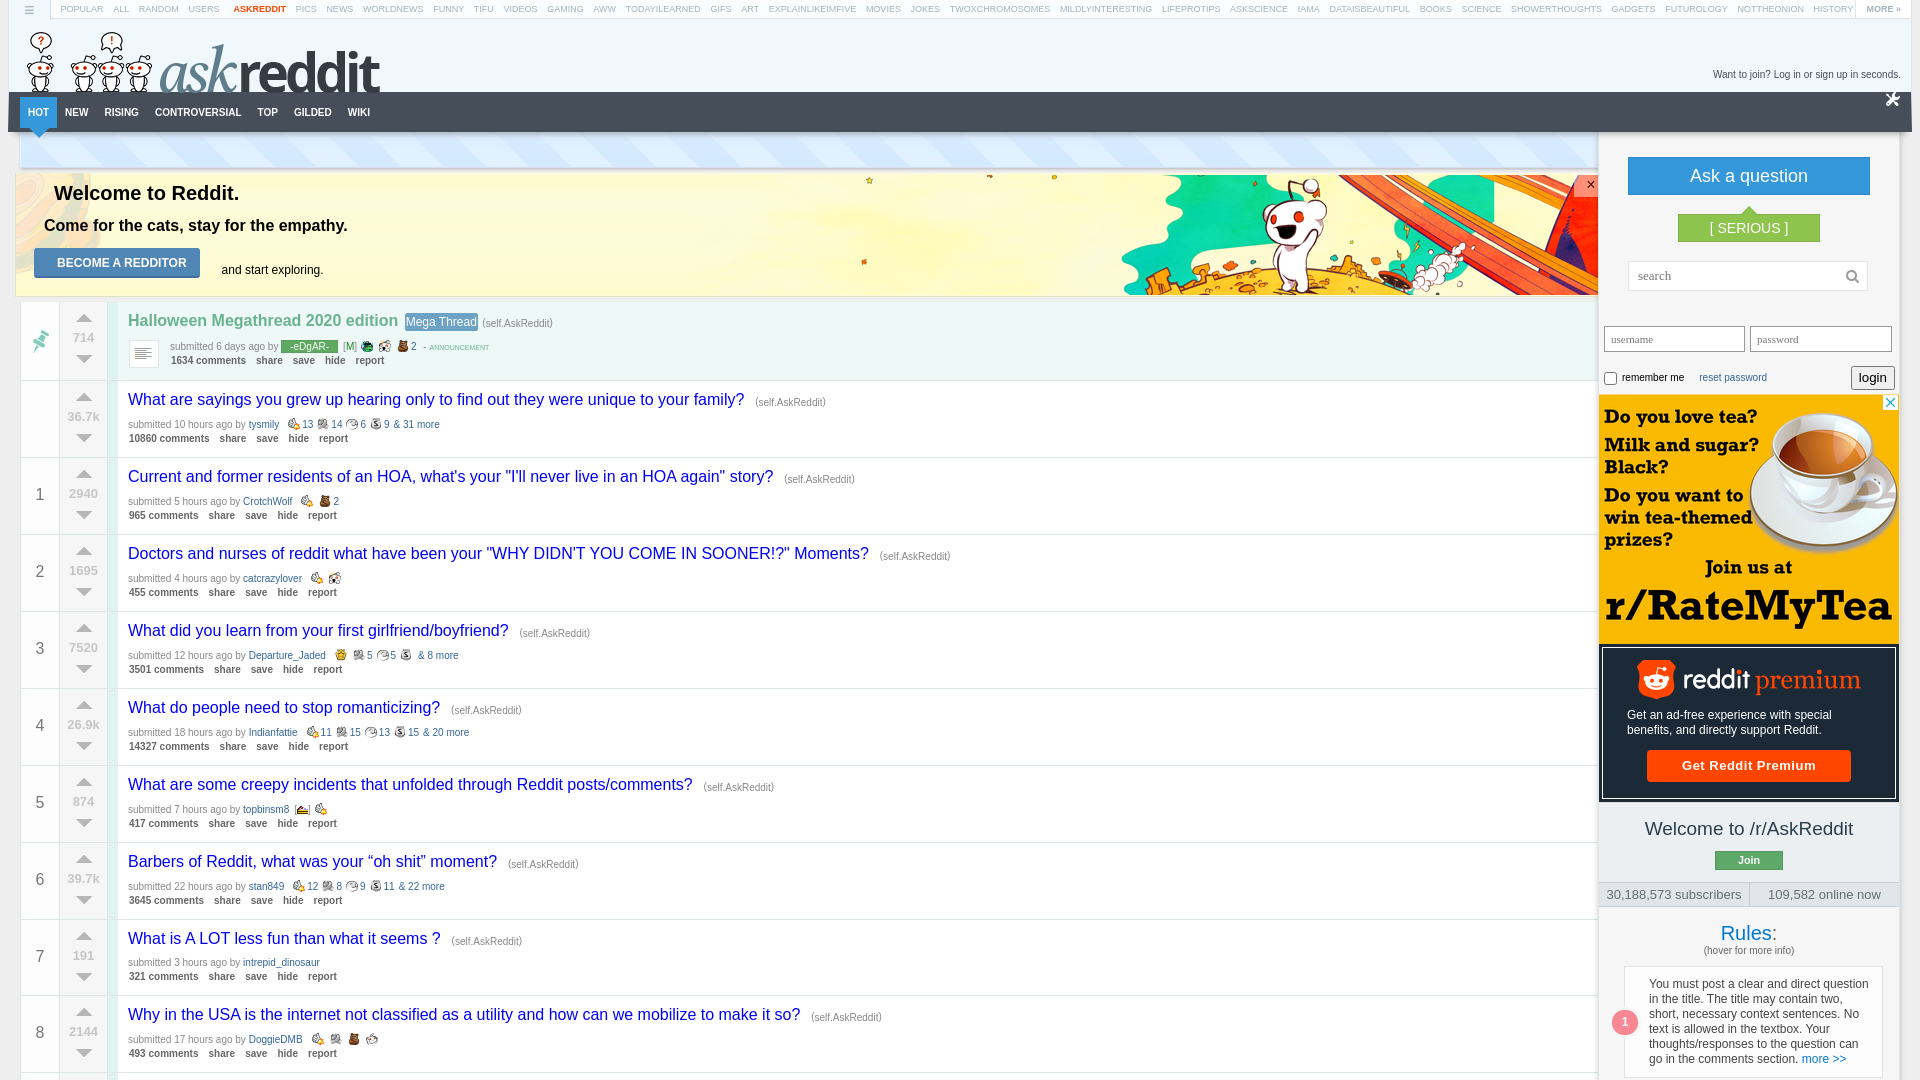 POPULAR ALL RANDOM USERS ASKREDDIT PICS NEWS WORLDNEWS FUNNY TIFU VIDEOS GAMING AWW TODAYILEARNED GIFS ART EXPLAINLIKEIMFIVE MOVIES JOKES TWOXCHROMOSOMES MILDLYINTERESTING LIFEPROTIPS ASKSCIENCE IAMA DATAISBEAUTIFUL BOOKS SCIENCE SHOWERTHOUGHTS GADGETS FUTUROLOGY NOTTHEONION HISTORY MORE »
? !
askreddit
Want to join? Log in or sign up in seconds.
HOT NEW RISING CONTROVERSIAL TOP GILDED WIKI
Welcome to Reddit.
Come for the cats, stay for the empathy.
BECOME A REDDITOR and start exploring.
Halloween Megathread 2020 edition Mega Thread (self.AskReddit)
714
submitted 6 days ago by -eDgAR- [M] 2 - ANNOUNCEMENT
1634 comments share save hide report
What are sayings you grew up hearing only to find out they were unique to your family? (self.AskReddit)
36.7k
submitted 10 hours ago by tysmily 13 14 6 9 & 31 more
10860 comments share save hide report
Current and former residents of an HOA, what's your "I'll never live in an HOA again" story? (self.AskReddit)
1 2940
submitted 5 hours ago by CrotchWolf 2
965 comments share save hide report
Doctors and nurses of reddit what have been your "WHY DIDN'T YOU COME IN SOONER!?" Moments? (self.AskReddit)
2 1695
submitted 4 hours ago by catcrazylover
455 comments share save hide report
What did you learn from your first girlfriend/boyfriend? (self.AskReddit)
3 7520
submitted 12 hours ago by Departure_Jaded 5 5 & 8 more
3501 comments share save hide report
What do people need to stop romanticizing? (self.AskReddit)
4 26.9k
submitted 18 hours ago by Indianfattie 11 15 13 15 & 20 more
14327 comments share save hide report
What are some creepy incidents that unfolded through Reddit posts/comments? (self.AskReddit)
5 874
submitted 7 hours ago by topbinsm8
417 comments share save hide report
Barbers of Reddit, what was your “oh shit” moment? (self.AskReddit)
6 39.7k
submitted 22 hours ago by stan849 12 8 9 11 & 22 more
3645 comments share save hide report
What is A LOT less fun than what it seems ? (self.AskReddit)
7 191
submitted 3 hours ago by intrepid_dinosaur
321 comments share save hide report
Why in the USA is the internet not classified as a utility and how can we mobilize to make it so? (self.AskReddit)
8 2144
submitted 17 hours ago by DoggieDMB
493 comments share save hide report
Ask a question
[ SERIOUS ]
search
username password
remember me reset password login
Do you love tea?
Milk and sugar?
Black?
Do you want to
win tea-themed
prizes?
Join us at
r/RateMyTea
reddit premium
Get an ad-free experience with special
benefits, and directly support Reddit.
Get Reddit Premium
Welcome to /r/AskReddit
Join
30,188,573 subscribers 109,582 online now
Rules:
(hover for more info)
You must post a clear and direct question
in the title. The title may contain two,
short, necessary context sentences. No
1 text is allowed in the textbox. Your
thoughts/responses to the question can
go in the comments section. more >>